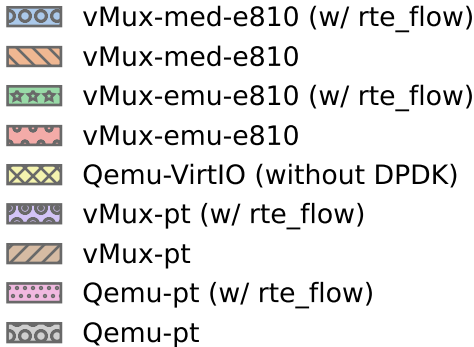 vMux-med-e810 (w/ rte_flow)
vMux-med-e810
vMux-emu-e810 (w/ rte_flow)
vMux-emu-e810
Qemu-VirtIO (without DPDK)
vMux-pt (w/ rte_flow)
vMux-pt
Qemu-pt (w/ rte_flow)
Qemu-pt